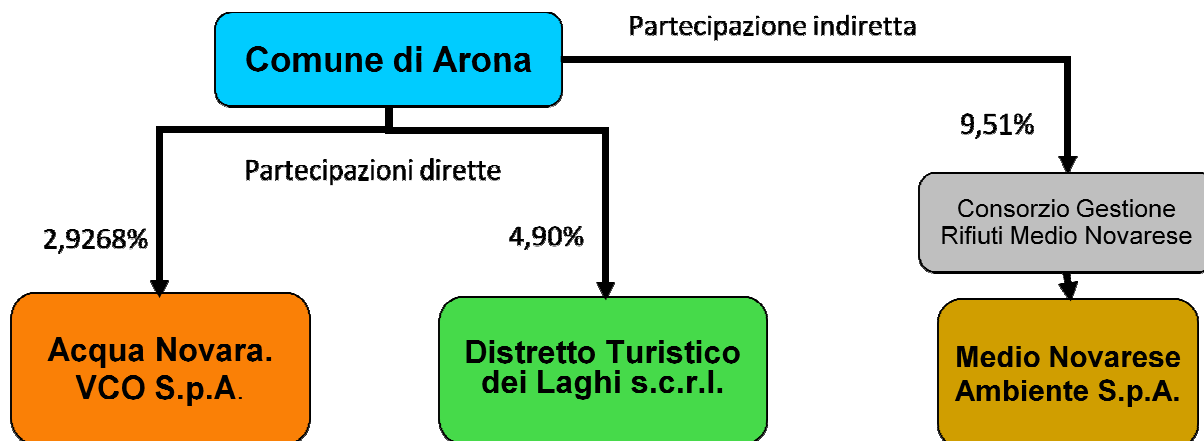 Partecipazione indiretta
Comune di Arona
9,51%
Partecipazioni dirette
Consorzio Gestione
Rifiuti Medio Novarese
2,9268%
4,90%
Acqua Novara.
VCO S.p.A.
Distretto Turistico
dei Laghi s.c.r.l.
Medio Novarese
Ambiente S.p.A.